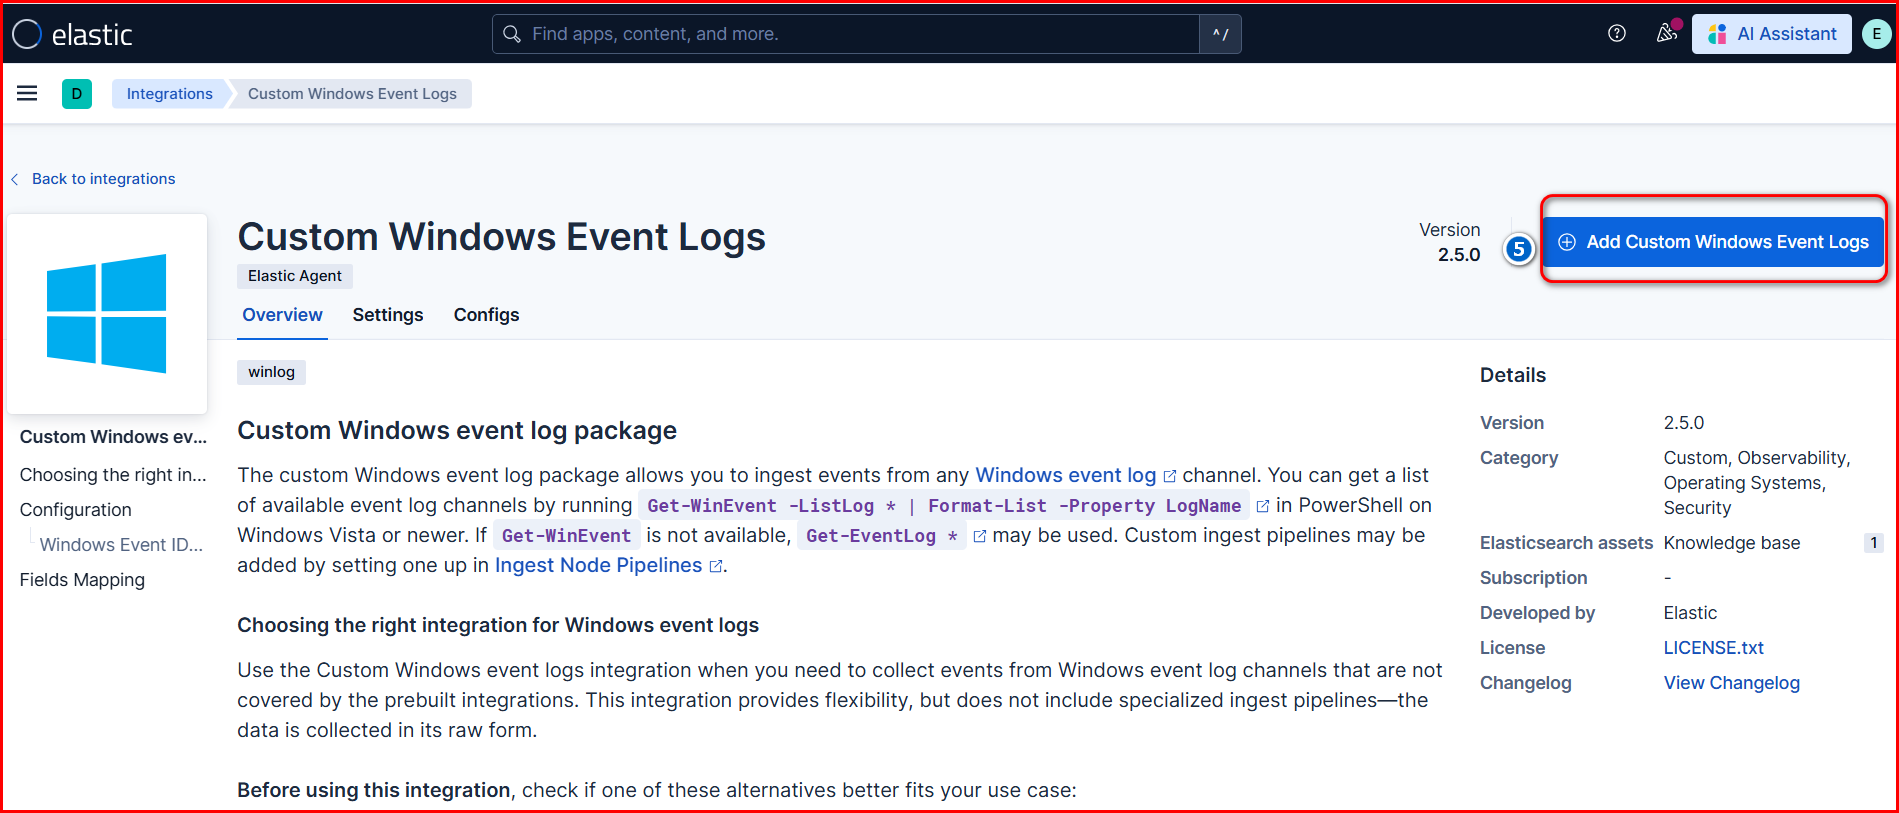 elastic
Find apps, content, and more.
^ /
AI Assistant
E
D
Integrations
Custom Windows Event Logs
Back to integrations
Custom Windows Event Logs
Elastic Agent
Version
2.5.0
5
Add Custom Windows Event Logs
Overview
Settings
Configs
Custom Windows ev...
Choosing the right in...
Configuration
Windows Event ID...
Fields Mapping
winlog
Custom Windows event log package
The custom Windows event log package allows you to ingest events from any Windows event log channel. You can get a list
of available event log channels by running Get-WinEvent -ListLog * | Format-List -Property LogName in PowerShell on
Windows Vista or newer. If Get-WinEvent is not available, Get-EventLog * may be used. Custom ingest pipelines may be
added by setting one up in Ingest Node Pipelines.
Choosing the right integration for Windows event logs
Use the Custom Windows event logs integration when you need to collect events from Windows event log channels that are not
covered by the prebuilt integrations. This integration provides flexibility, but does not include specialized ingest pipelines—the
data is collected in its raw form.
Before using this integration, check if one of these alternatives better fits your use case:
Details
Version 2.5.0
Category Custom, Observability,
Operating Systems,
Security
Elasticsearch assets Knowledge base 1
Subscription -
Developed by Elastic
License LICENSE.txt
Changelog View Changelog